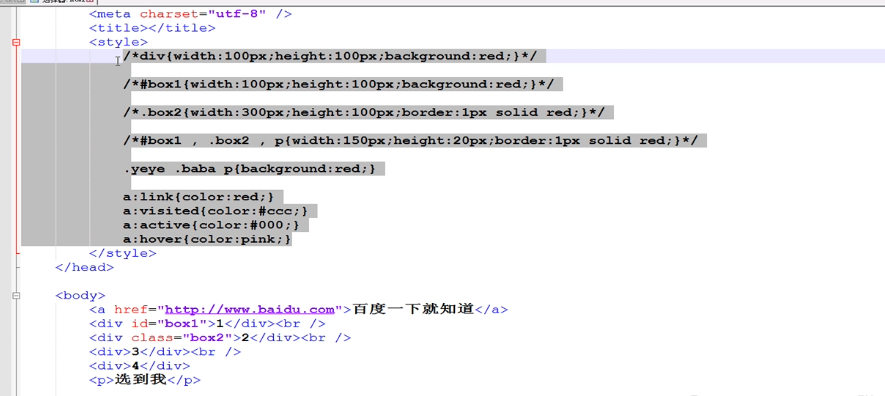 <meta charset="utf-8" />
<title></title>
<style>
/*div{width:100px;height:100px;background:red;}*/
/*#box1{width:100px;height:100px;background:red;}*/
/*.box2{width:300px;height:100px;border:1px solid red;}*/
/*#box1 , .box2 , p{width:150px;height:20px;border:1px solid red;}*/
.yeye .baba p{background:red;}
a:link{color:red;}
a:visited{color:#ccc;}
a:active{color:#000;}
a:hover{color:pink;}
</style>
</head>
<body>
<a href="http://www.baidu.com">百度一下就知道</a>
<div id="box1">1</div><br />
<div class="box2">2</div><br />
<div>3</div><br />
<div>4</div>
<p>选到我</p>